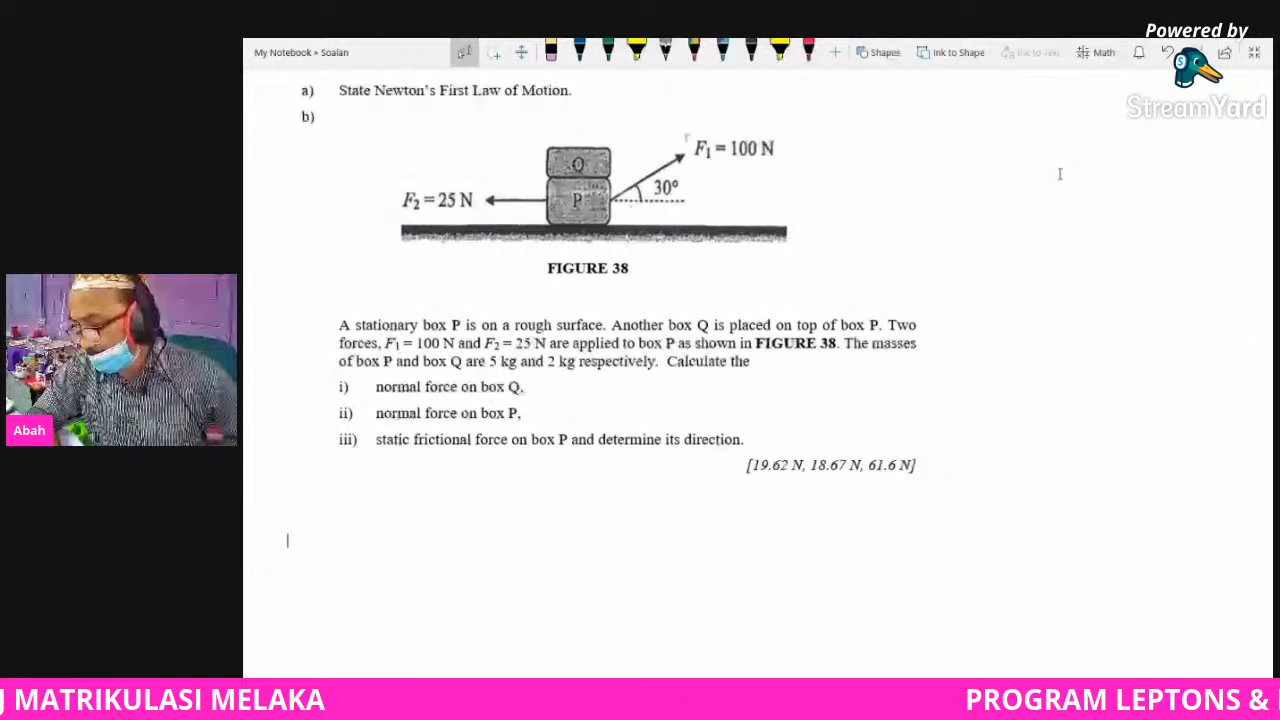 Powered by
StreamYard
My Notebook » Soalan
Shapes
Ink to Shape
Ink to Text
Math
a) State Newton's First Law of Motion.
b)
F₁ = 100 N
Q
30°
F₂ = 25 N
P
FIGURE 38
A stationary box P is on a rough surface. Another box Q is placed on top of box P. Two
forces, F₁ = 100 N and F₂ = 25 N are applied to box P as shown in FIGURE 38. The masses
of box P and box Q are 5 kg and 2 kg respectively. Calculate the
i) normal force on box Q,
ii) normal force on box P,
iii) static frictional force on box P and determine its direction.
[19.62 N, 18.67 N, 61.6 N]
Abah
J MATRIKULASI MELAKA
PROGRAM LEPTONS &